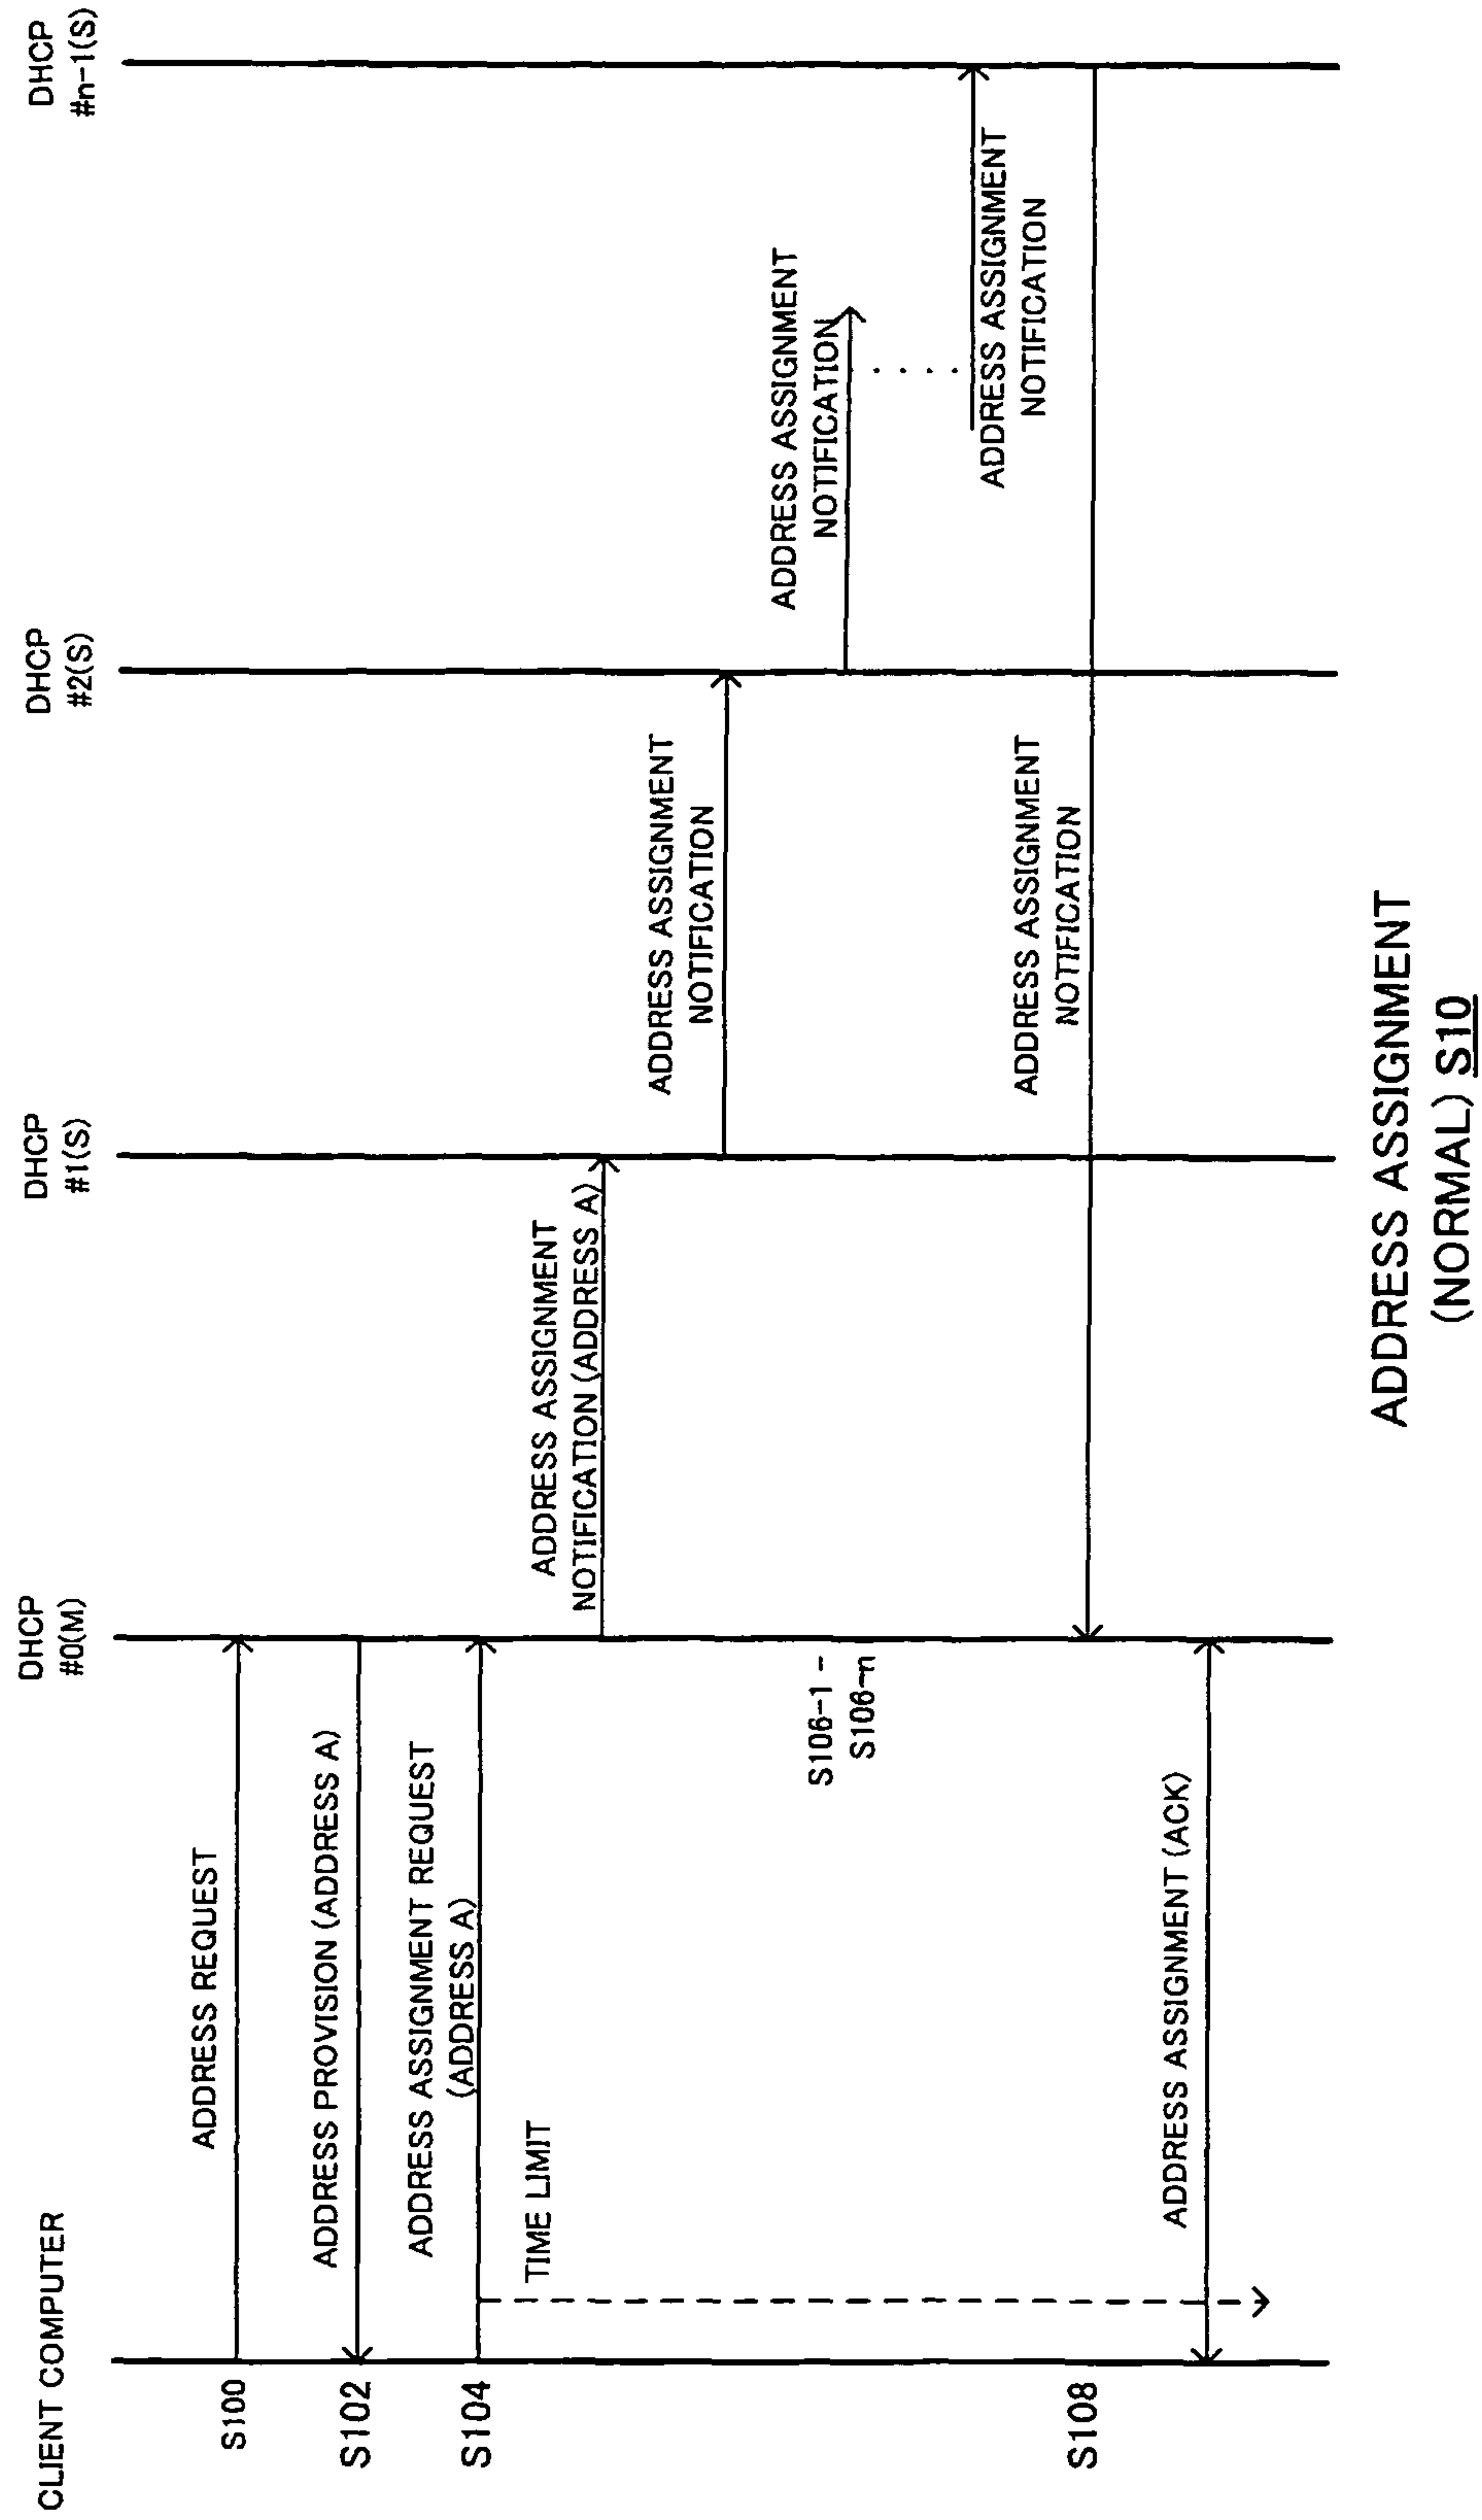 CLIENT COMPUTER
DHCP
#0(M)
DHCP
#1(S)
DHCP
#2(S)
DHCP
#n-1(S)
S100
ADDRESS REQUEST
S102
ADDRESS PROVISION (ADDRESS A)
S104
ADDRESS ASSIGNMENT REQUEST
(ADDRESS A)
TIME LIMIT
ADDRESS ASSIGNMENT
NOTIFICATION (ADDRESS A)
ADDRESS ASSIGNMENT
NOTIFICATION
S106-1 -
S106-n
ADDRESS ASSIGNMENT
NOTIFICATION
ADDRESS ASSIGNMENT
NOTIFICATION
ADDRESS ASSIGNMENT
NOTIFICATION
S108
ADDRESS ASSIGNMENT (ACK)
ADDRESS ASSIGNMENT
(NORMAL) S10